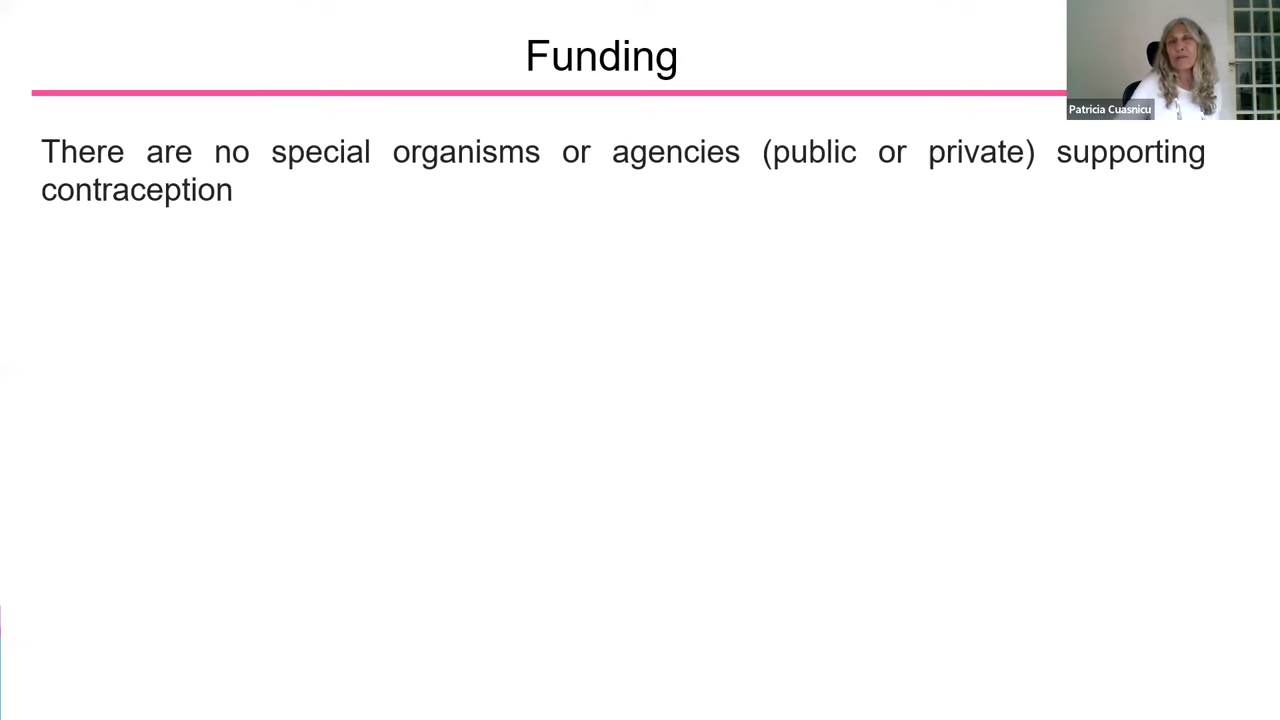 Funding
Patricia Cuasnicu
There are no special organisms or agencies (public or private) supporting
contraception